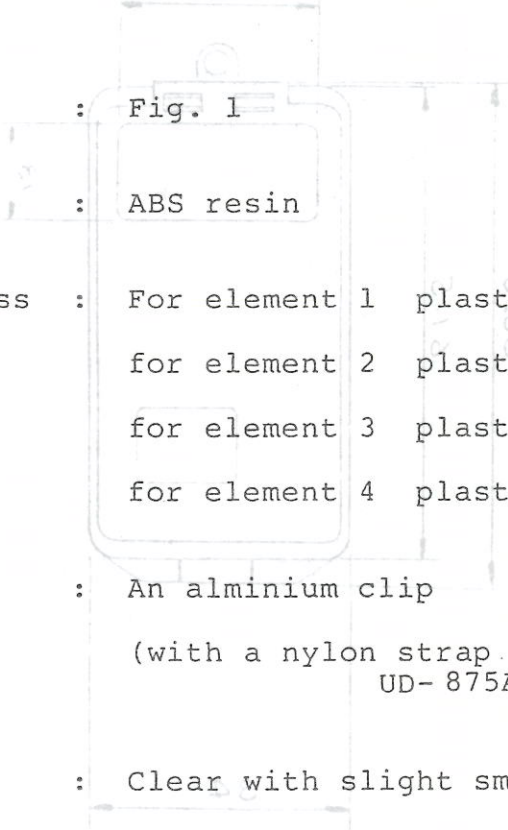 : Fig. 1
: ABS resin
ss : For element 1 plast
for element 2 plast
for element 3 plast
for element 4 plast
: An alminium clip
(with a nylon strap
UD-875A
: Clear with slight sm